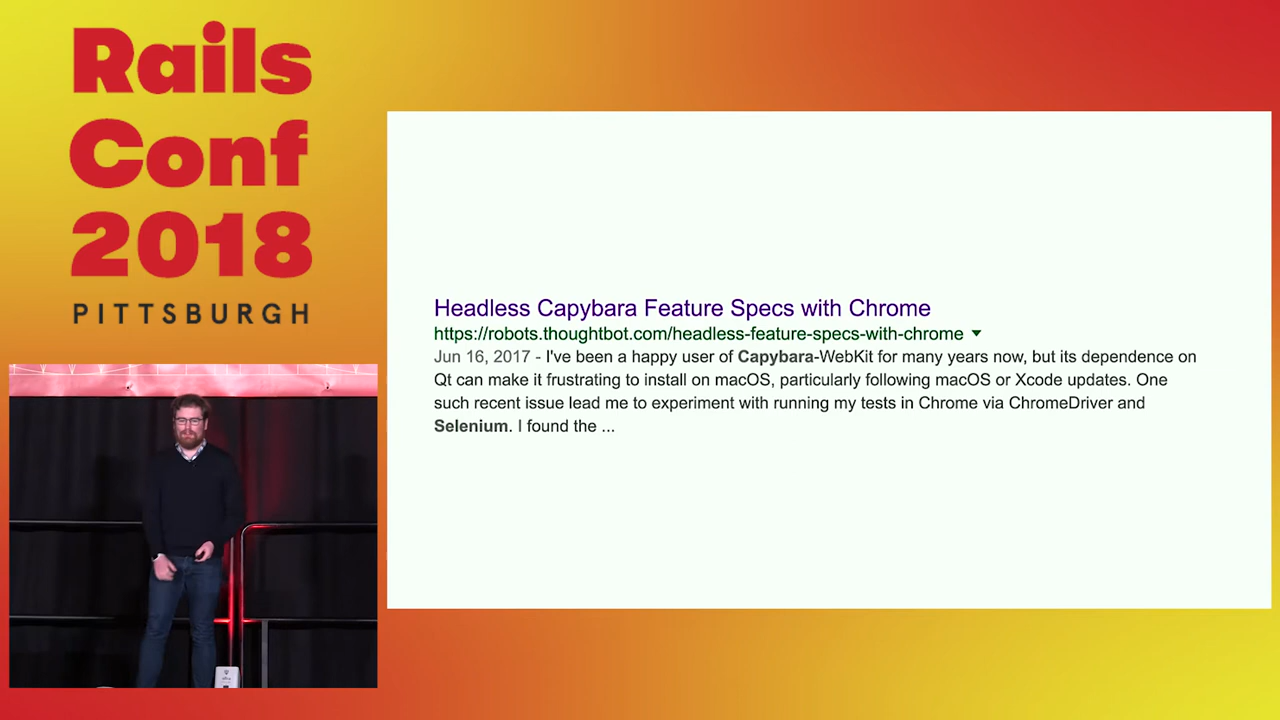 Rails
Conf
2018
PITTSBURGH
Headless Capybara Feature Specs with Chrome
https://robots.thoughtbot.com/headless-feature-specs-with-chrome
Jun 16, 2017 - I've been a happy user of Capybara-WebKit for many years now, but its dependence on
Qt can make it frustrating to install on macOS, particularly following macOS or Xcode updates. One
such recent issue lead me to experiment with running my tests in Chrome via ChromeDriver and
Selenium. I found the ...